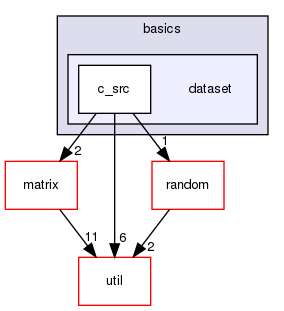 basics
c_src
dataset
2
1
matrix
random
11
6
2
util